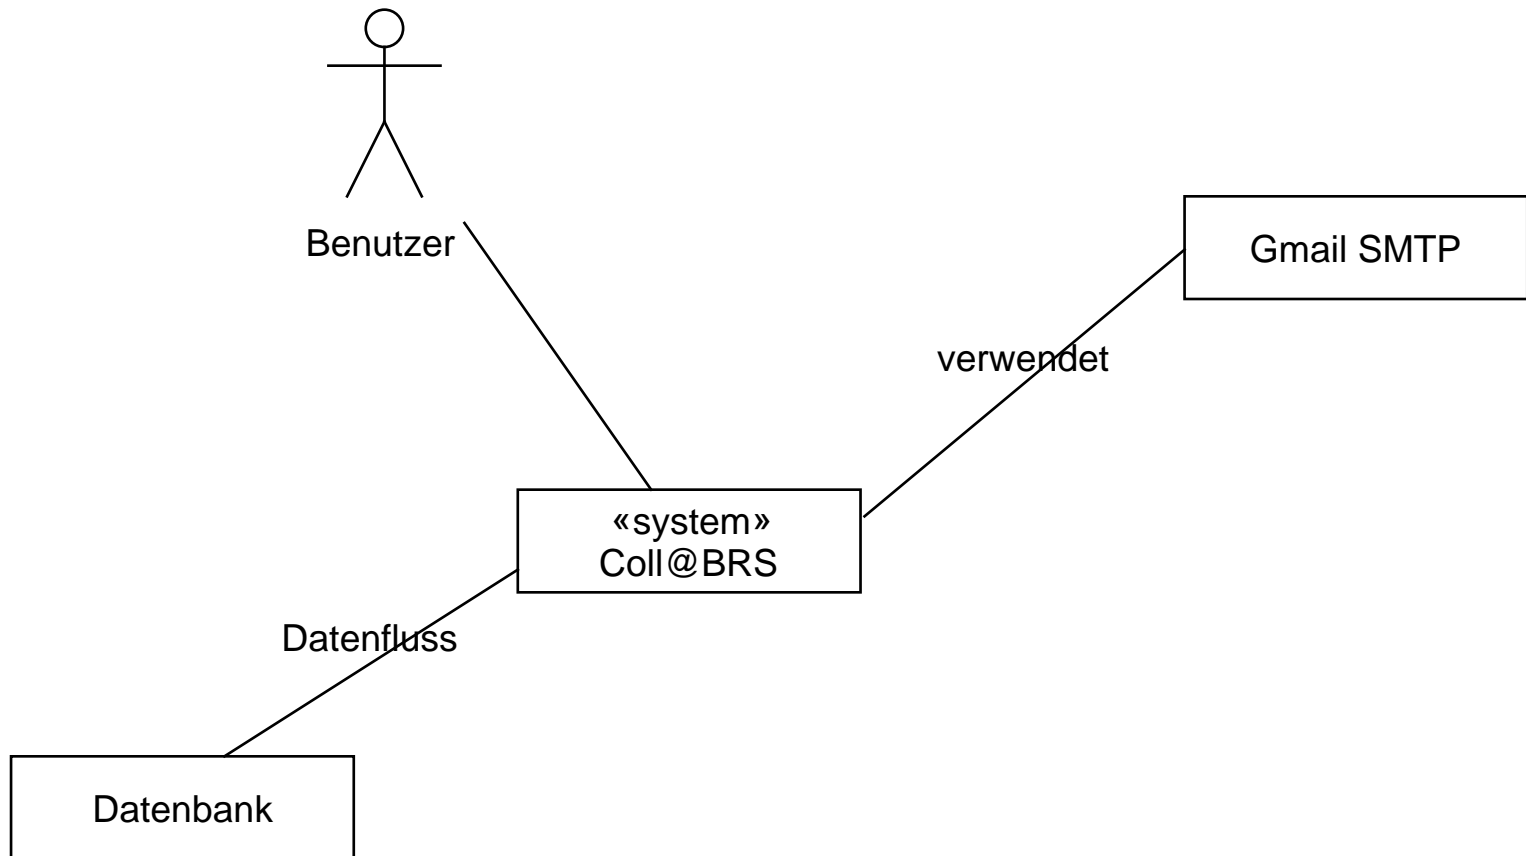 Benutzer
Gmail SMTP
verwendet
«system»
Coll@BRS
Datenfluss
Datenbank